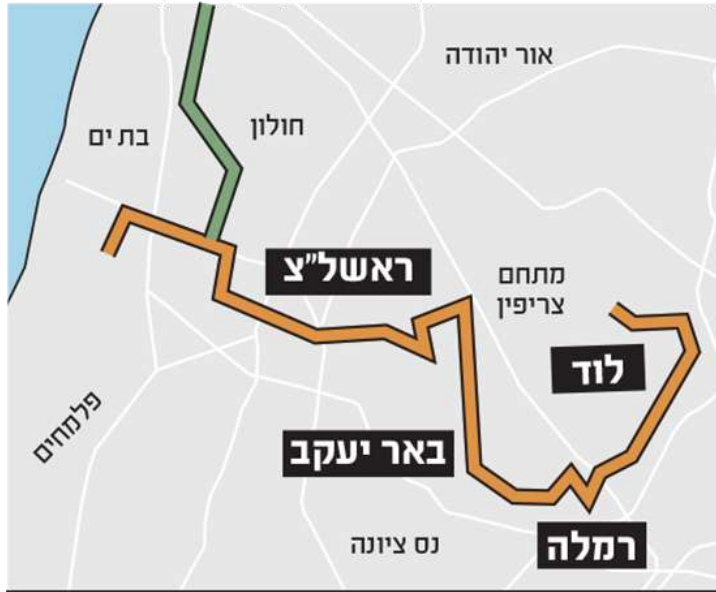 אור יהודה
חולון
בת ים
ראשל״צ
מתחם
צריפין
לוד
פלמחים
באר יעקב
נס ציונה
רמלה